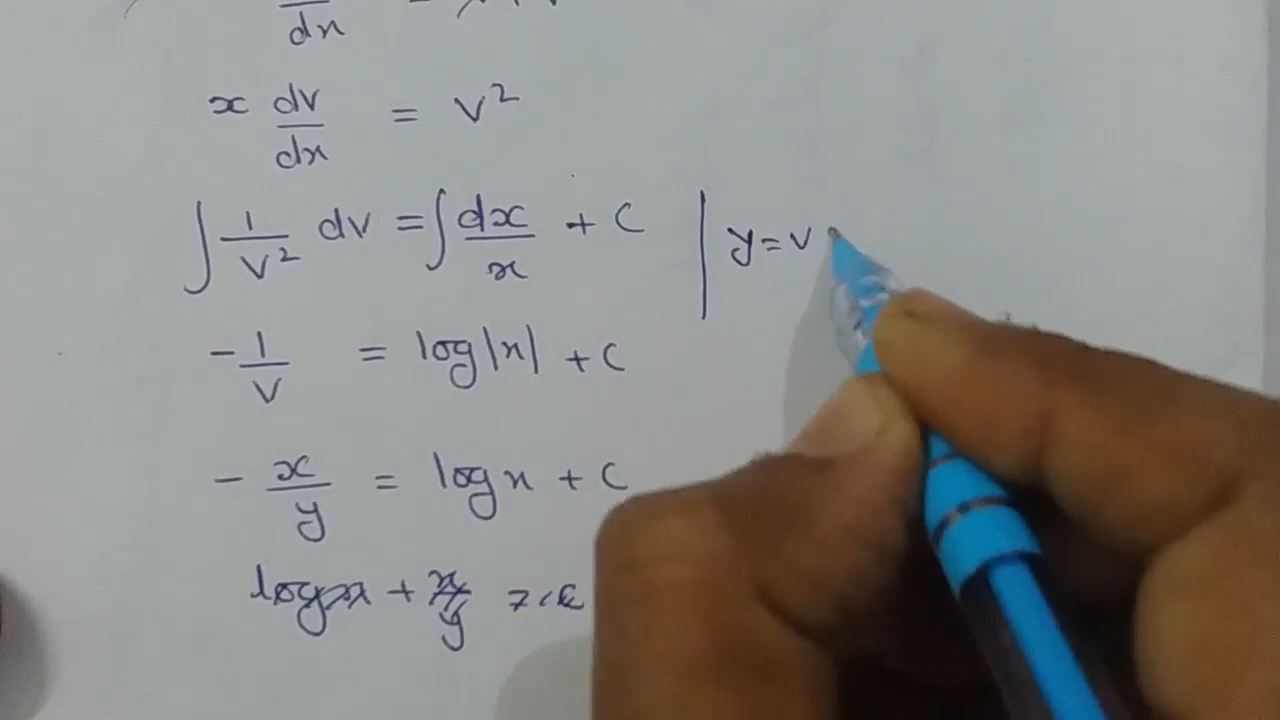 dx
x dv/dx = v²
∫ 1/v² dv = ∫ dx/x + C | y = v
- 1/v = log|x| + C
- x/y = log x + C
log x + x/y